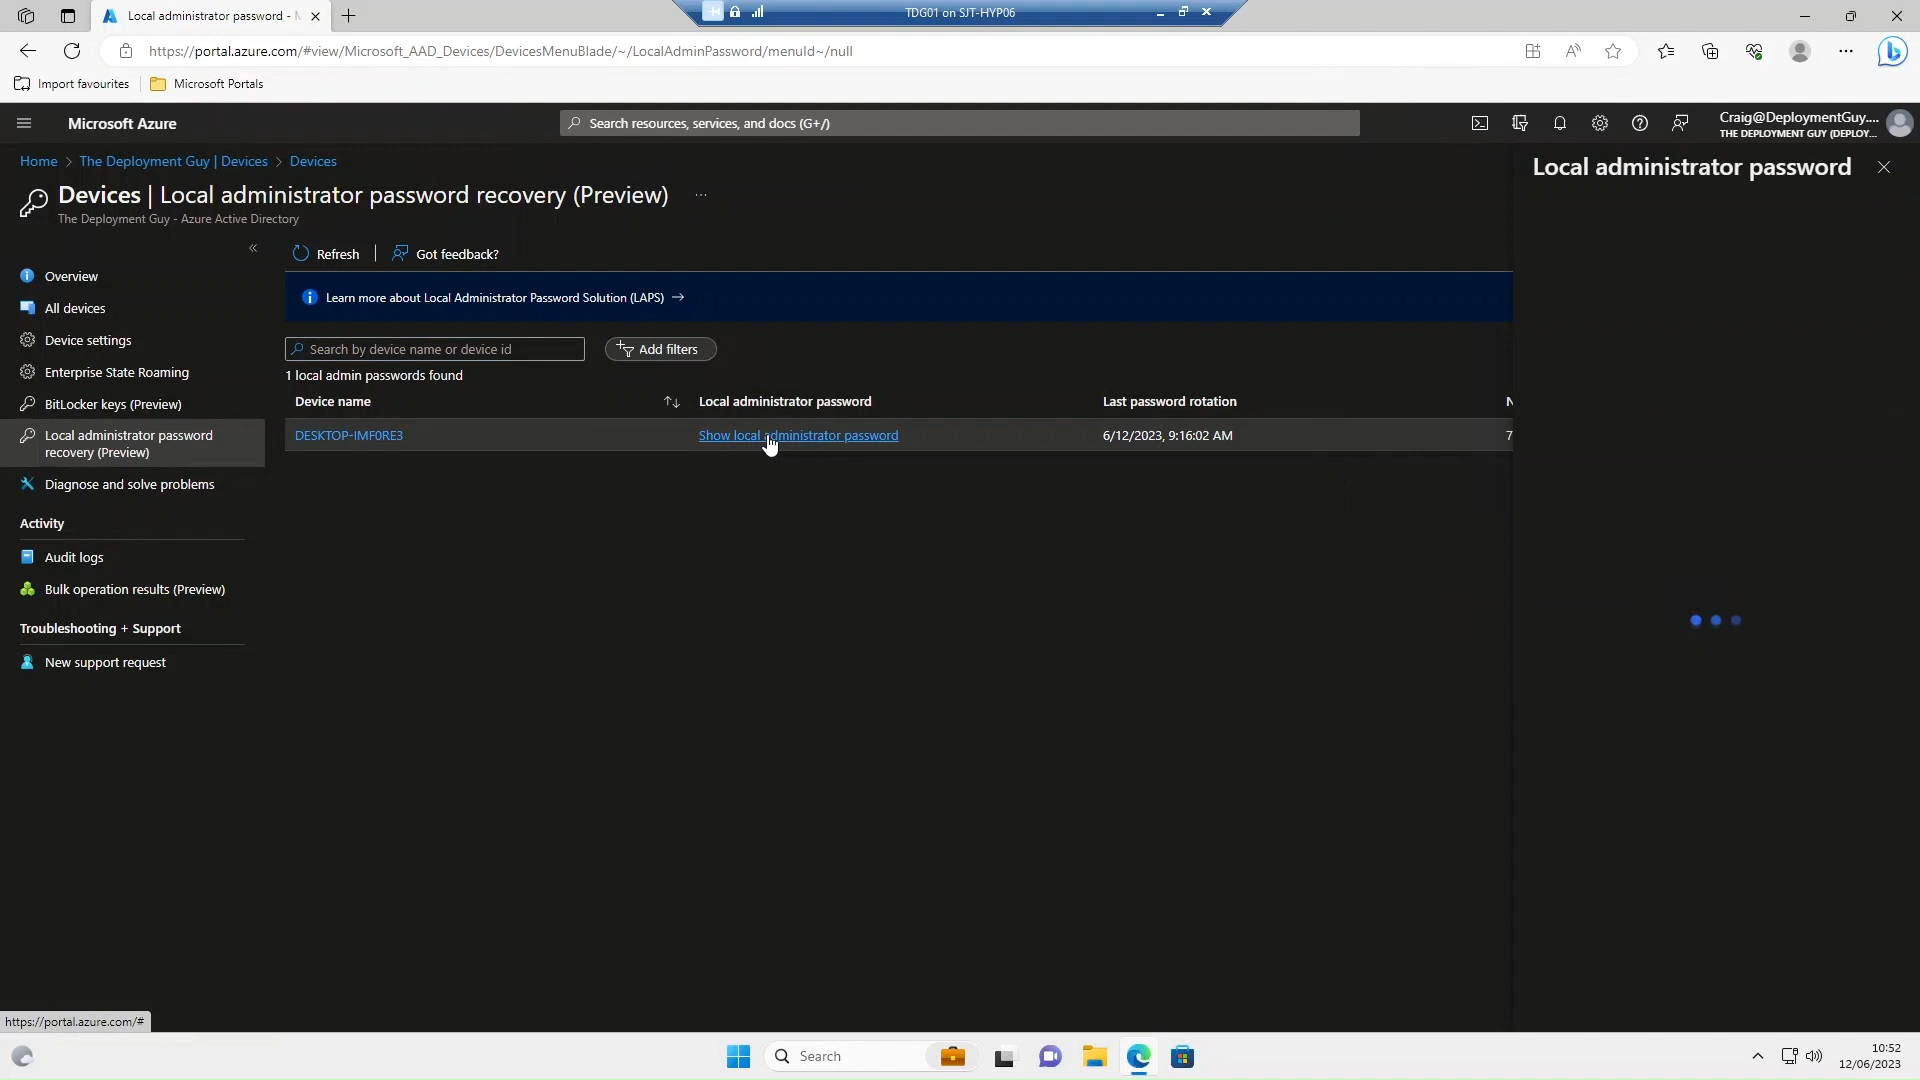 Local administrator password - M
TDG01 on SJT-HYP06
https://portal.azure.com/#view/Microsoft_AAD_Devices/DevicesMenuBlade/~/LocalAdminPassword/menuId~/null
Import favourites
Microsoft Portals
Microsoft Azure
Search resources, services, and docs (G+/)
Craig@DeploymentGuy....
THE DEPLOYMENT GUY (DEPLOY...
Home > The Deployment Guy | Devices > Devices
Devices | Local administrator password recovery (Preview) ...
The Deployment Guy - Azure Active Directory
Local administrator password
Refresh
Got feedback?
Learn more about Local Administrator Password Solution (LAPS) →
Search by device name or device id
Add filters
1 local admin passwords found
Device name
Local administrator password
Last password rotation
N
DESKTOP-IMF0RE3
Show local administrator password
6/12/2023, 9:16:02 AM
7
Overview
All devices
Device settings
Enterprise State Roaming
BitLocker keys (Preview)
Local administrator password
recovery (Preview)
Diagnose and solve problems
Activity
Audit logs
Bulk operation results (Preview)
Troubleshooting + Support
New support request
https://portal.azure.com/#
Search
10:52
12/06/2023